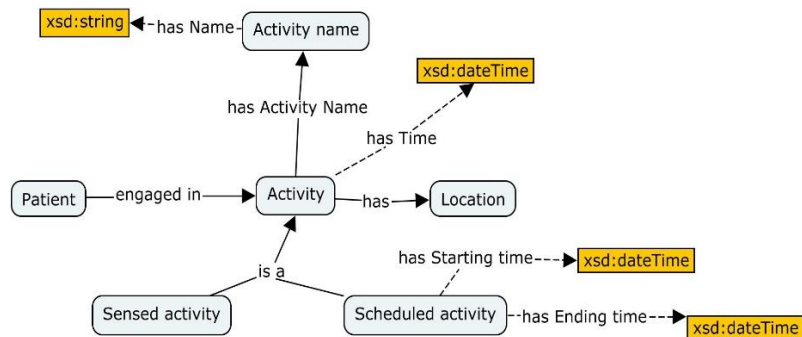 xsd:string
has Name
Activity name
xsd:dateTime
has Activity Name
has Time
Patient
engaged in
Activity
has
Location
is a
has Starting time
xsd:dateTime
Sensed activity
Scheduled activity
has Ending time
xsd:dateTime